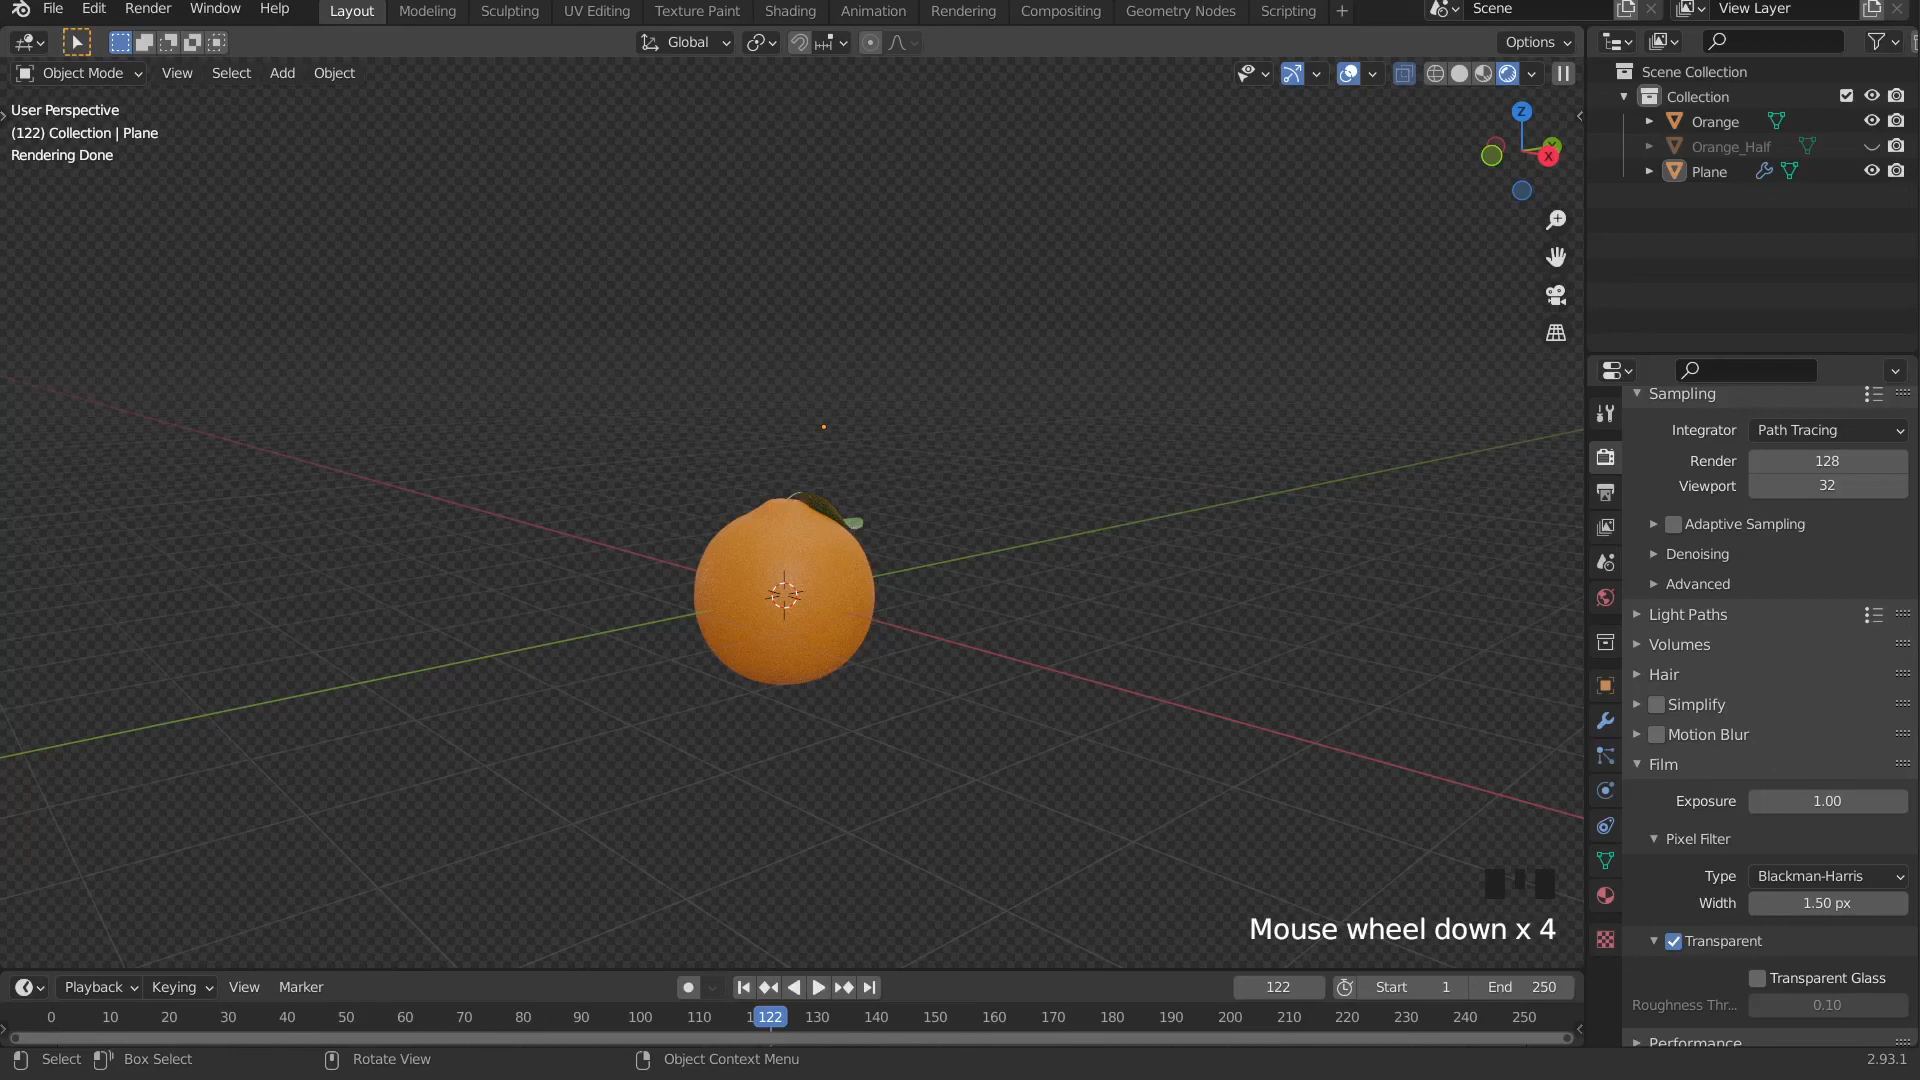 File Edit Render Window Help Layout Modeling Sculpting UV Editing Texture Paint Shading Animation Rendering Compositing Geometry Nodes Scripting + Scene View Layer
Global Options
Object Mode View Select Add Object
User Perspective
(122) Collection | Plane
Rendering Done
Z
Y
X
Scene Collection
Collection
Orange
Orange_Half
Plane
Sampling
Integrator Path Tracing
Render 128
Viewport 32
Adaptive Sampling
Denoising
Advanced
Light Paths
Volumes
Hair
Simplify
Motion Blur
Film
Exposure 1.00
Pixel Filter
Type Blackman-Harris
Width 1.50 px
Transparent
Transparent Glass
Roughness Thr... 0.10
Performance
Mouse wheel down x 4
Playback Keying View Marker 122 Start 1 End 250
0 10 20 30 40 50 60 70 80 90 100 110 122 130 140 150 160 170 180 190 200 210 220 230 240 250
Select Box Select Rotate View Object Context Menu 2.93.1